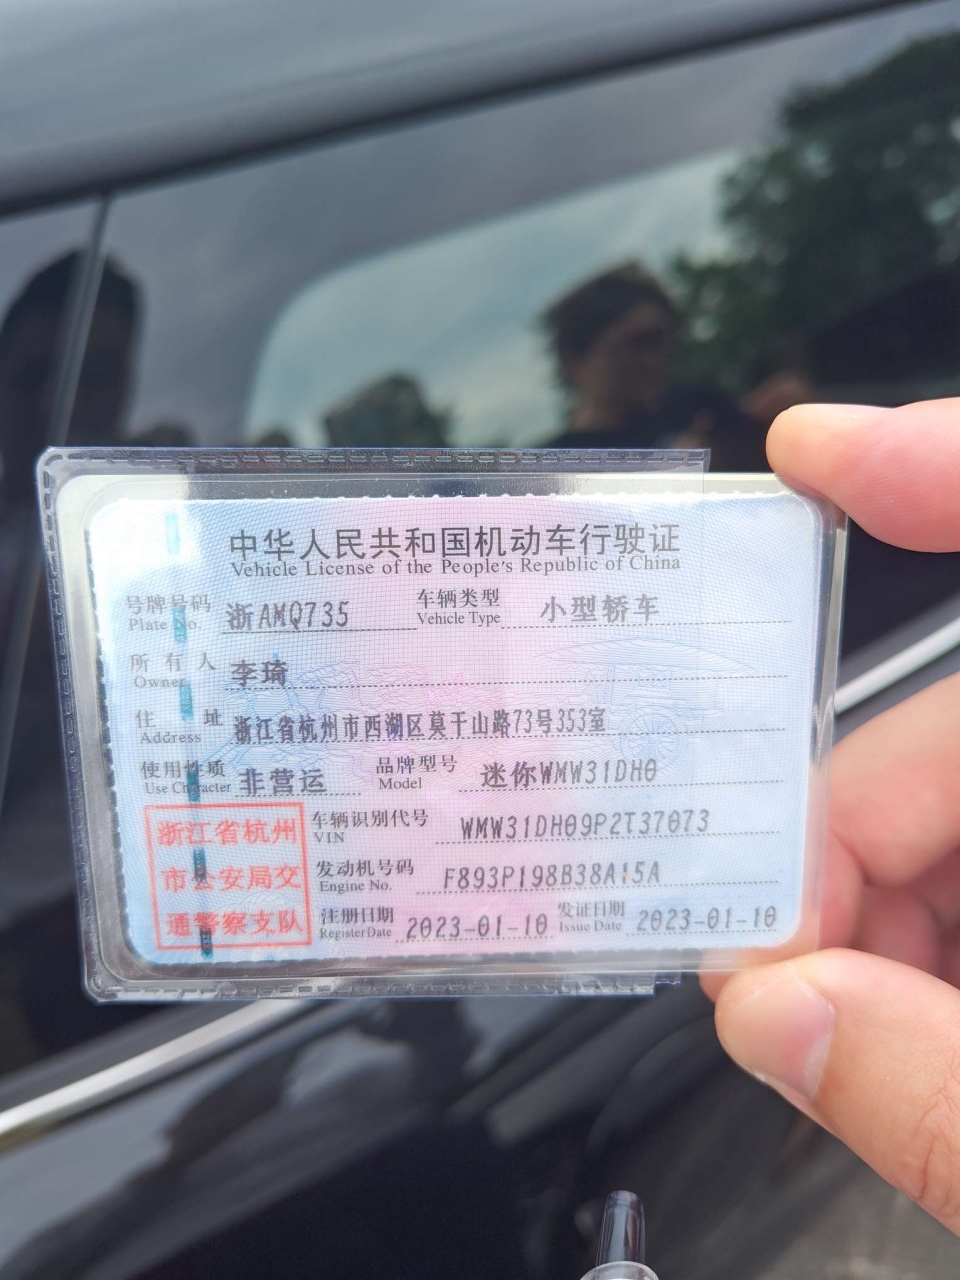 中华人民共和国机动车行驶证
Vehicle License of the People's Republic of China
号牌号码 浙AMQ735 车辆类型 小型轿车
Plate No. Vehicle Type
所有人 李琦
Owner
住址 浙江省杭州市西湖区莫干山路73号353室
Address
使用性质 非营运 品牌型号 迷你WMW31DH0
Use Character Model
浙江省杭州
市公安局交
通警察支队
车辆识别代号 WMW31DH09P2T37073
VIN
发动机号码 F893P198B38A15A
Engine No.
注册日期 2023-01-10 发证日期 2023-01-10
Register Date Issue Date